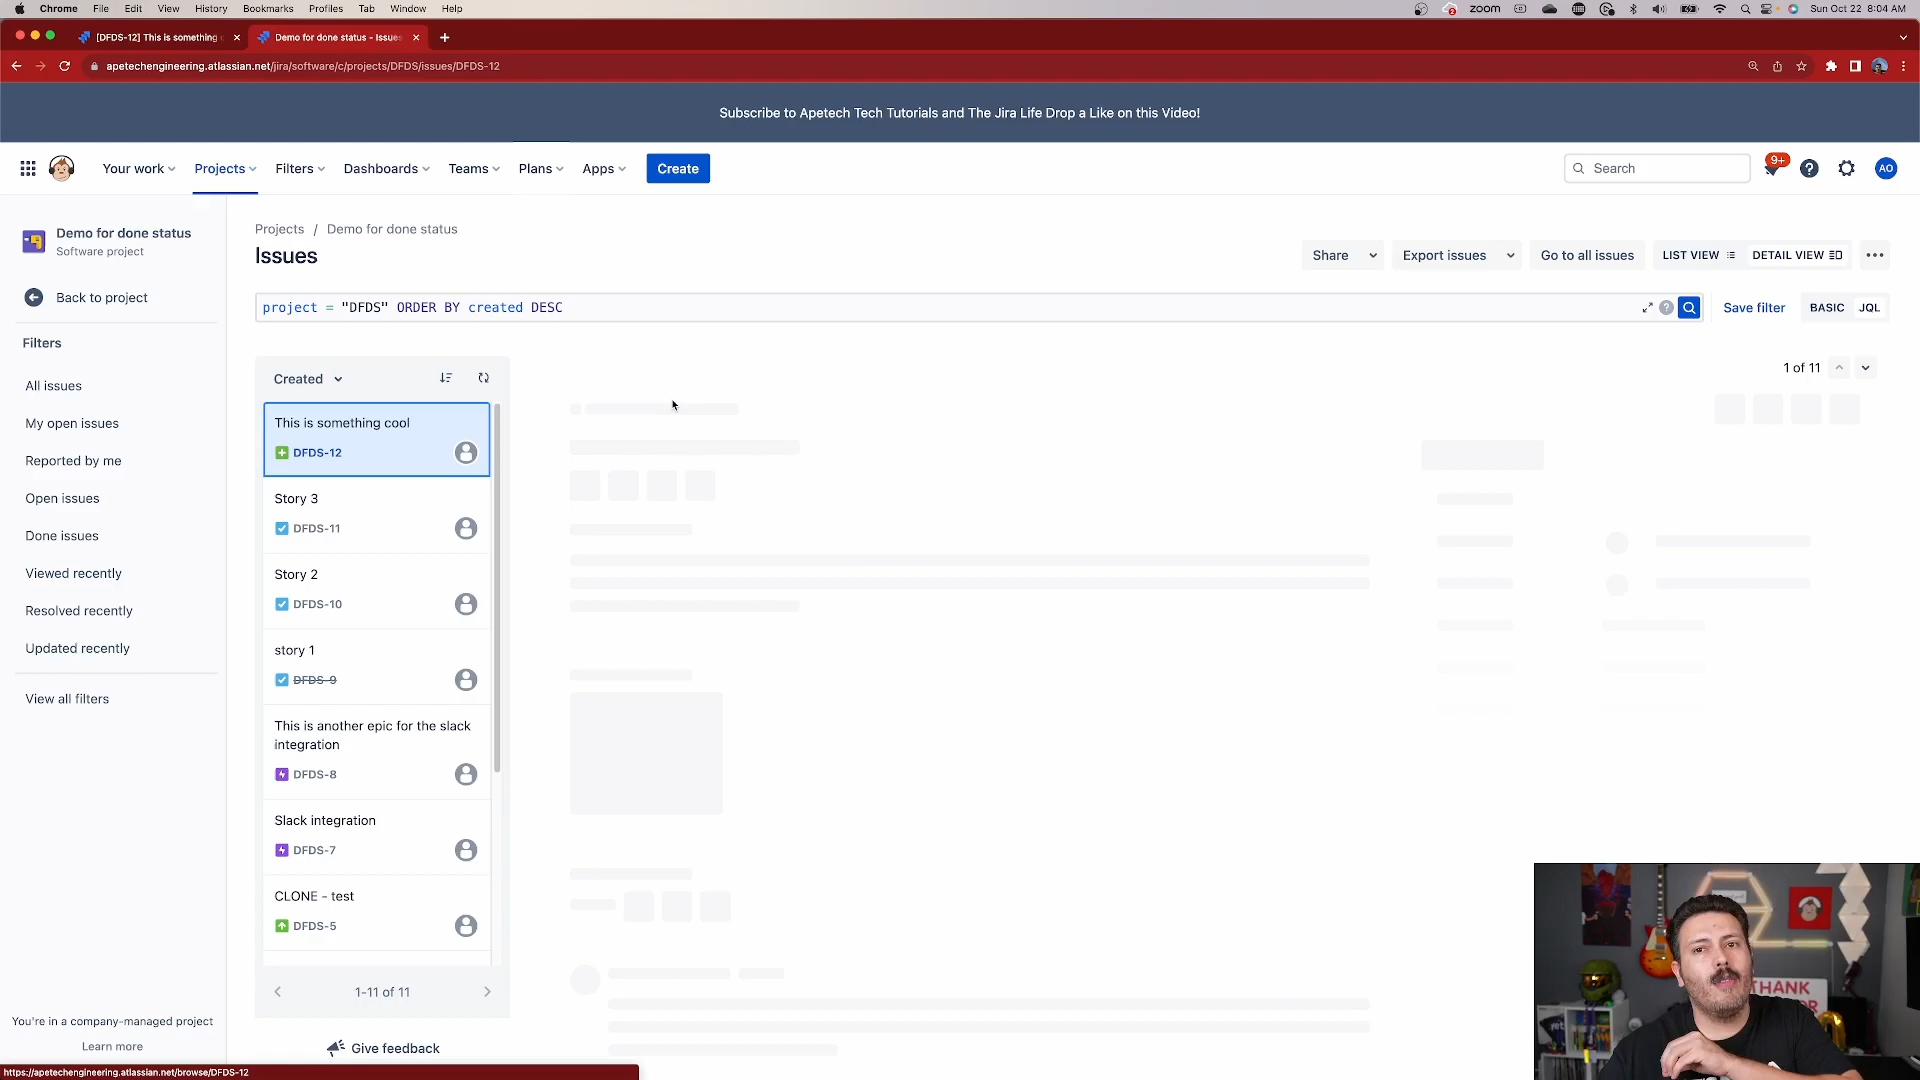 Chrome File Edit View History Bookmarks Profiles Tab Window Help
2 zoom Sun Oct 22 8:04 AM
[DFDS-12] This is something
Demo for done status - Issues
apetechengineering.atlassian.net/jira/software/c/projects/DFDS/issues/DFDS-12
Subscribe to Apetech Tech Tutorials and The Jira Life Drop a Like on this Video!
Your work Projects Filters Dashboards Teams Plans Apps Create
Search 9+ AO
Demo for done status
Software project
Back to project
Filters
All issues
My open issues
Reported by me
Open issues
Done issues
Viewed recently
Resolved recently
Updated recently
View all filters
You're in a company-managed project
Learn more
Projects / Demo for done status
Issues
Share Export issues Go to all issues LIST VIEW DETAIL VIEW
project = "DFDS" ORDER BY created DESC
Save filter BASIC JQL
Created
1 of 11
This is something cool
DFDS-12
Story 3
DFDS-11
Story 2
DFDS-10
story 1
DFDS-9
This is another epic for the slack
integration
DFDS-8
Slack integration
DFDS-7
CLONE - test
DFDS-5
1-11 of 11
Give feedback
https://apetechengineering.atlassian.net/browse/DFDS-12
THANK